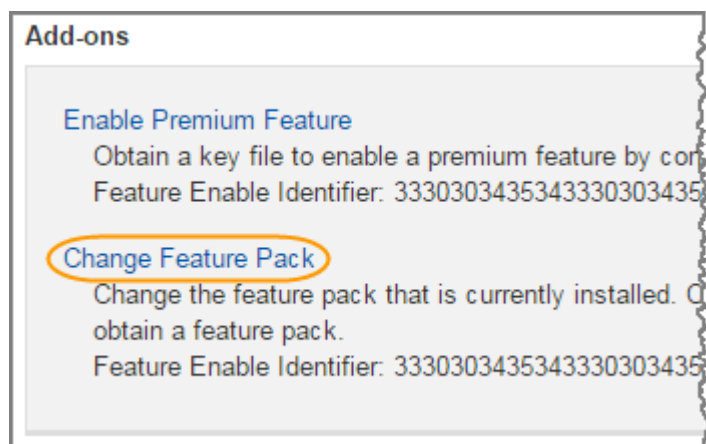 Add-ons
Enable Premium Feature
Obtain a key file to enable a premium feature by
Feature Enable Identifier: 3330303435343330303435
Change Feature Pack
Change the feature pack that is currently installed.
obtain a feature pack.
Feature Enable Identifier: 3330303435343330303435